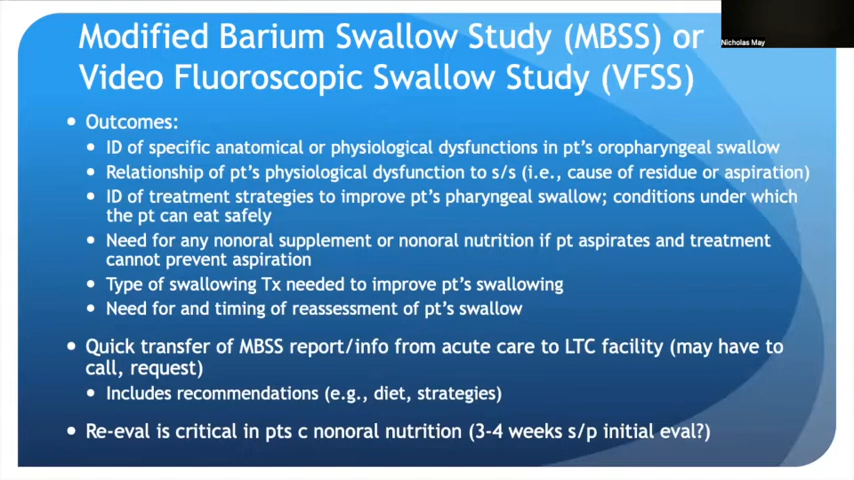 Modified Barium Swallow Study (MBSS) or
Video Fluoroscopic Swallow Study (VFSS)
Nicholas May
• Outcomes:
• ID of specific anatomical or physiological dysfunctions in pt's oropharyngeal swallow
• Relationship of pt's physiological dysfunction to s/s (i.e., cause of residue or aspiration)
• ID of treatment strategies to improve pt's pharyngeal swallow; conditions under which
the pt can eat safely
• Need for any nonoral supplement or nonoral nutrition if pt aspirates and treatment
cannot prevent aspiration
• Type of swallowing Tx needed to improve pt's swallowing
• Need for and timing of reassessment of pt's swallow
• Quick transfer of MBSS report/info from acute care to LTC facility (may have to
call, request)
• Includes recommendations (e.g., diet, strategies)
• Re-eval is critical in pts c nonoral nutrition (3-4 weeks s/p initial eval?)